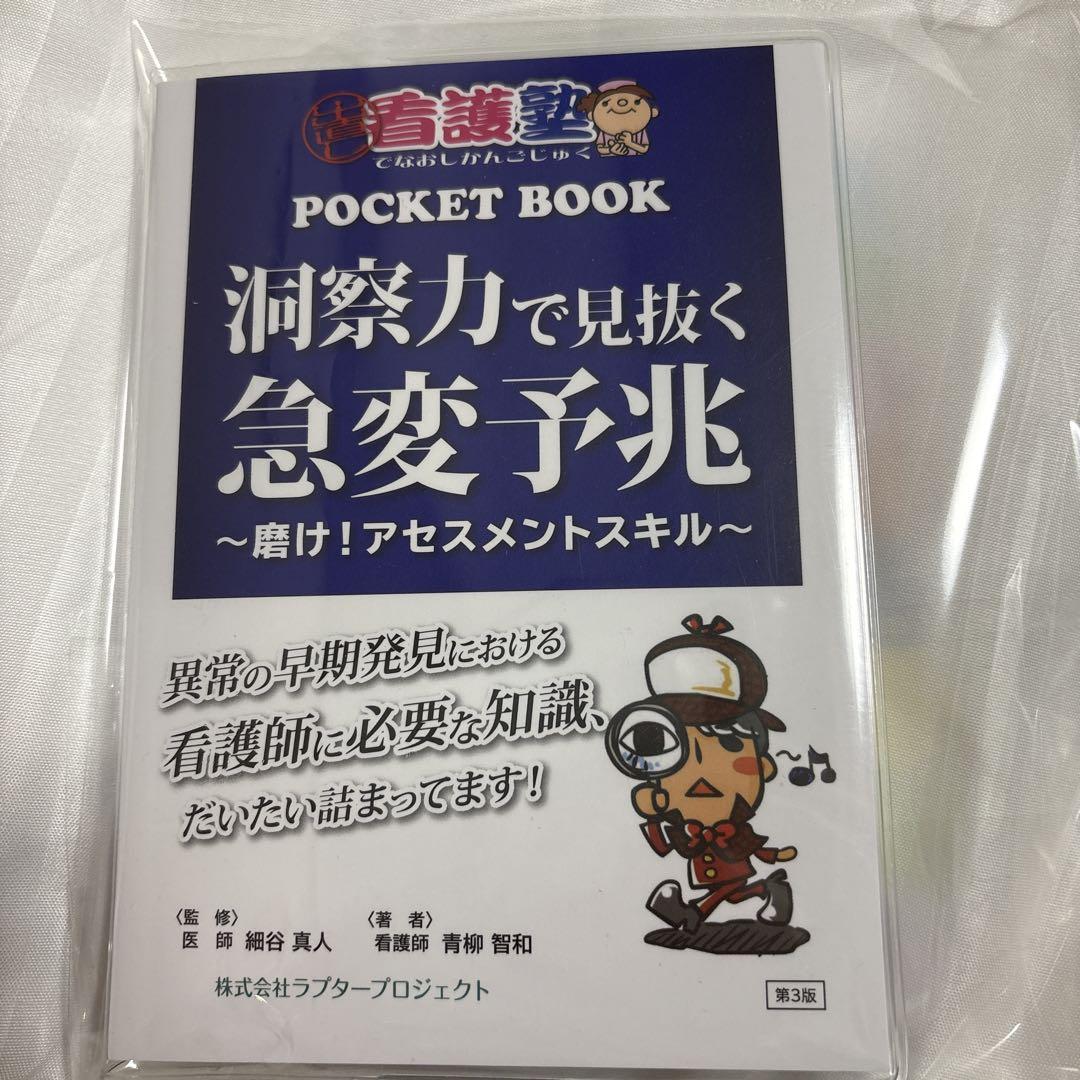 出直し看護塾
でなおしかんごじゅく
POCKET BOOK
洞察力で見抜く
急変予兆
～磨け！アセスメントスキル～
異常の早期発見における
看護師に必要な知識、
だいたい詰まってます！
〈監　修〉　〈著　者〉
医　師 細谷 真人　看護師 青柳 智和
株式会社ラプタープロジェクト
第3版